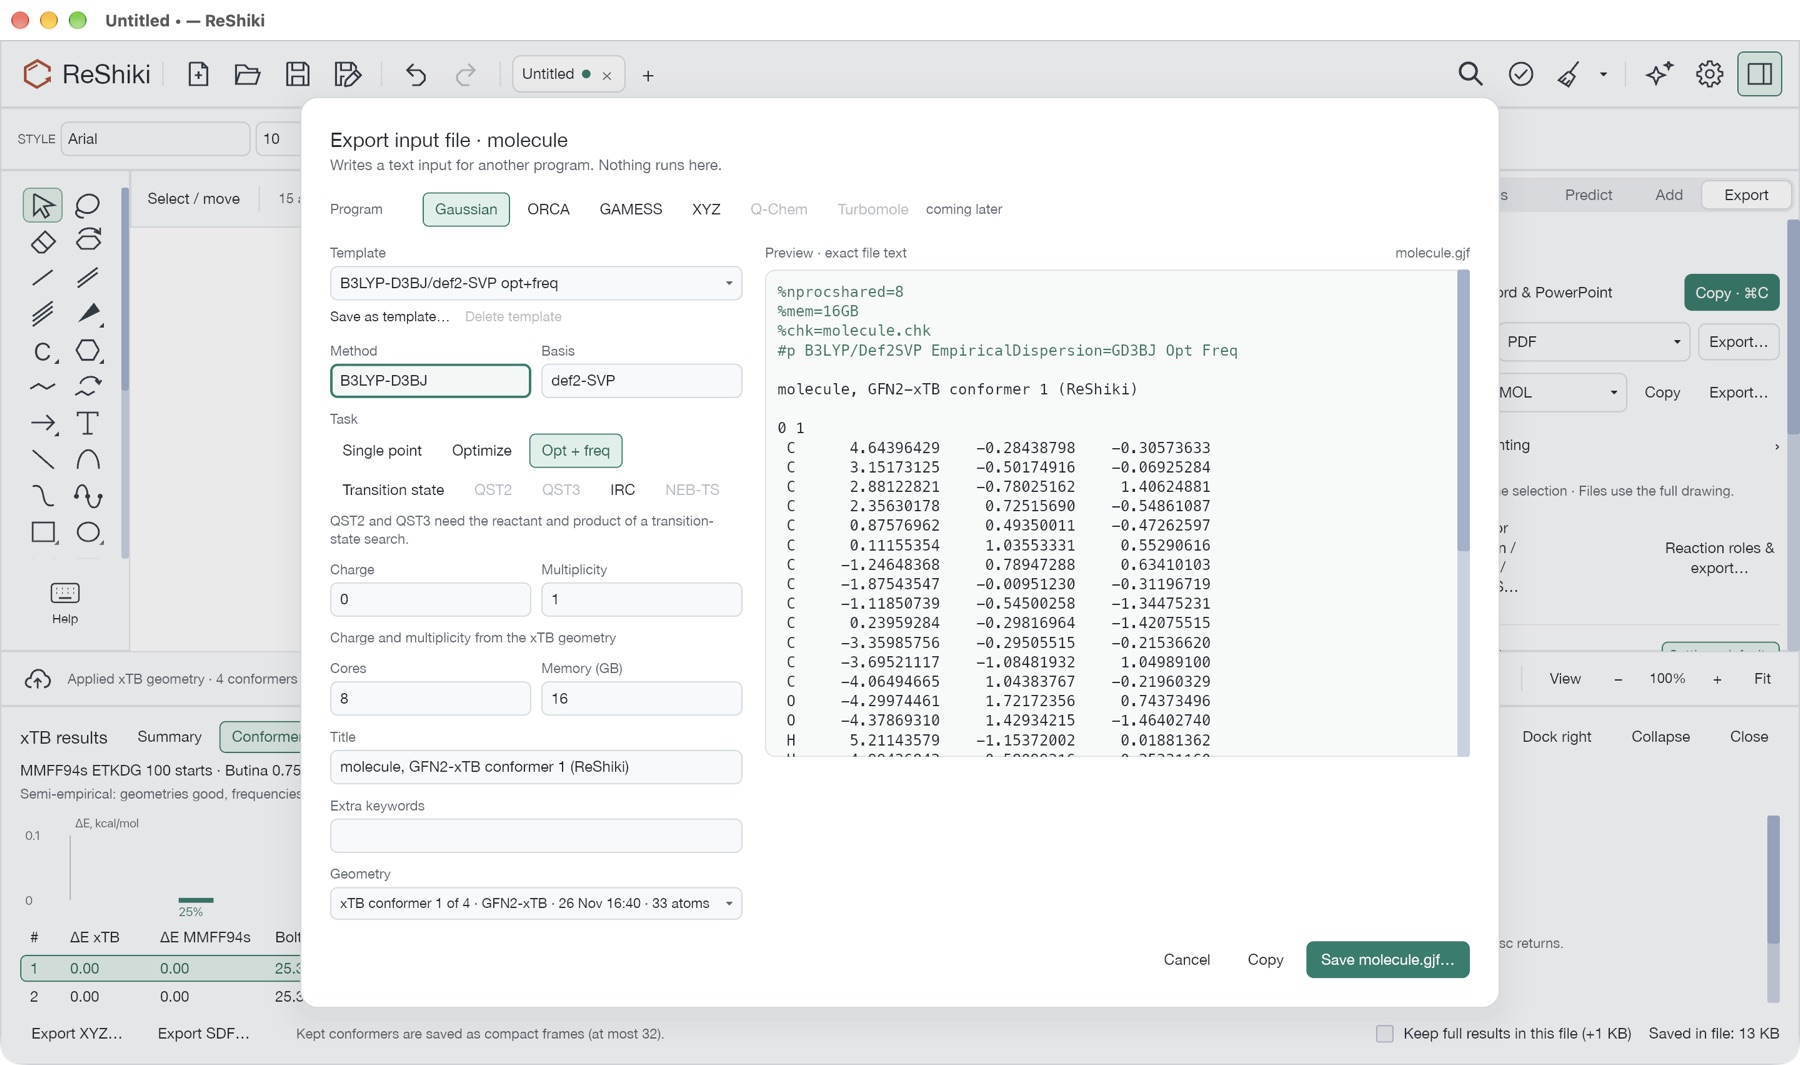 Untitled • — ReShiki
ReShiki
Untitled
STYLE
Arial
10
Select / move
15
Help
Export input file · molecule
Writes a text input for another program. Nothing runs here.
Program
Gaussian
ORCA
GAMESS
XYZ
Q-Chem
Turbomole
coming later
Template
B3LYP-D3BJ/def2-SVP opt+freq
Save as template…
Delete template
Method
Basis
B3LYP-D3BJ
def2-SVP
Task
Single point
Optimize
Opt + freq
Transition state
QST2
QST3
IRC
NEB-TS
QST2 and QST3 need the reactant and product of a transition-
state search.
Charge
Multiplicity
0
1
Charge and multiplicity from the xTB geometry
Cores
Memory (GB)
8
16
Title
molecule, GFN2-xTB conformer 1 (ReShiki)
Extra keywords
Geometry
xTB conformer 1 of 4 · GFN2-xTB · 26 Nov 16:40 · 33 atoms
Preview · exact file text
molecule.gjf
%nprocshared=8
%mem=16GB
%chk=molecule.chk
#p B3LYP/Def2SVP EmpiricalDispersion=GD3BJ Opt Freq
molecule, GFN2-xTB conformer 1 (ReShiki)
0 1
C 4.64396429 -0.28438798 -0.30573633
C 3.15173125 -0.50174916 -0.06925284
C 2.88122821 -0.78025162 1.40624881
C 2.35630178 0.72515690 -0.54861087
C 0.87576962 0.49350011 -0.47262597
C 0.11155354 1.03553331 0.55290616
C -1.24648368 0.78947288 0.63410103
C -1.87543547 -0.00951230 -0.31196719
C -1.11850739 -0.54500258 -1.34475231
C 0.23959284 -0.29816964 -1.42075515
C -3.35985756 -0.29505515 -0.21536620
C -3.69521117 -1.08481932 1.04989100
C -4.06494665 1.04383767 -0.21960329
O -4.29974461 1.72172356 0.74373496
O -4.37869310 1.42934215 -1.46402740
H 5.21143579 -1.15372002 0.01881362
Cancel
Copy
Save molecule.gjf…
Predict
Add
Export
PowerPoint
Copy · ⌘C
PDF
Export…
MOL
Copy
Export…
selection · Files use the full drawing.
Reaction roles &
export…
Applied xTB geometry · 4 conformers
View
−
100%
+
Fit
xTB results
Summary
Dock right
Collapse
Close
MMFF94s ETKDG 100 starts · Butina 0.75
Semi-empirical: geometries good, frequencies
ΔE, kcal/mol
0.1
0
25%
# ΔE xTB ΔE MMFF94s
1 0.00 0.00
2 0.00 0.00
returns.
Export XYZ…
Export SDF…
Kept conformers are saved as compact frames (at most 32).
Keep full results in this file (+1 KB)
Saved in file: 13 KB